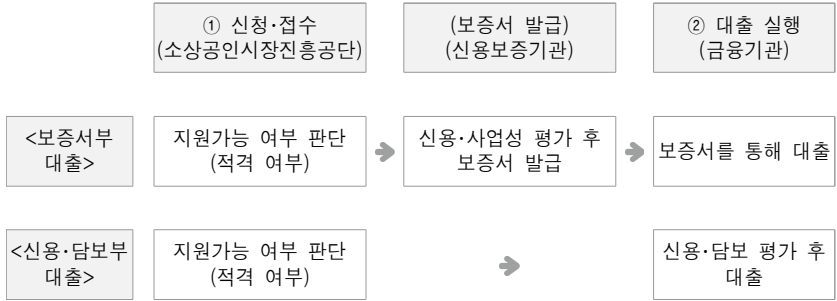 ① 신청·접수
(소상공인시장진흥공단)
(보증서 발급)
(신용보증기관)
② 대출 실행
(금융기관)
<보증서부
대출>
지원가능 여부 판단
(적격 여부)
신용·사업성 평가 후
보증서 발급
보증서를 통해 대출
<신용·담보부
대출>
지원가능 여부 판단
(적격 여부)
신용·담보 평가 후
대출